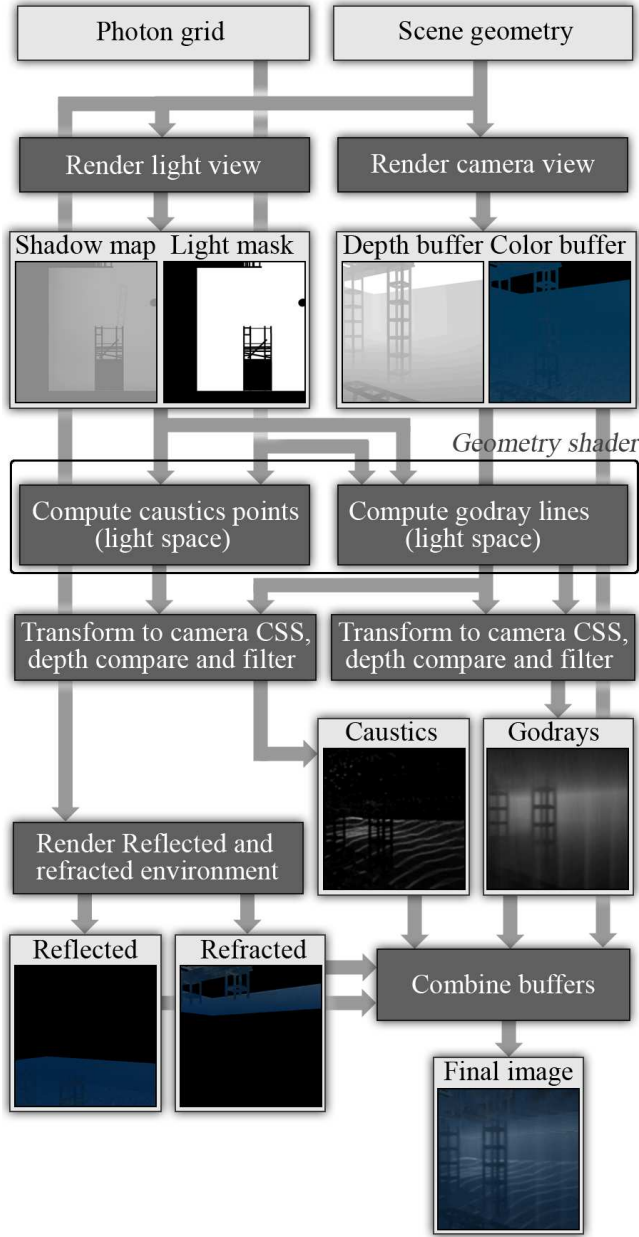 Photon grid
Scene geometry
Render light view
Render camera view
Shadow map
Light mask
Depth buffer
Color buffer
Geometry shader
Compute caustics points
(light space)
Compute godray lines
(light space)
Transform to camera CSS,
depth compare and filter
Transform to camera CSS,
depth compare and filter
Caustics
Godrays
Render Reflected and
refracted environment
Reflected
Refracted
Combine buffers
Final image